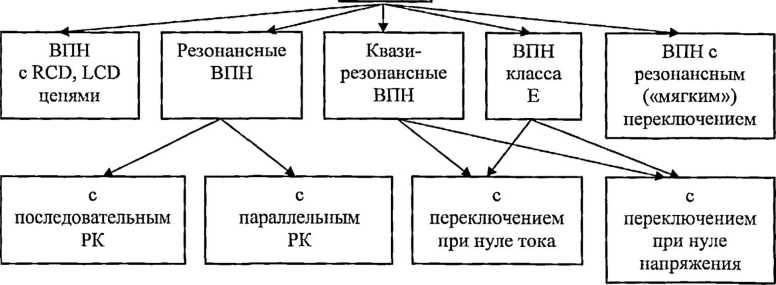 ВПН
с RCD, LCD
цепями
Резонансные
ВПН
Квази-
резонансные
ВПН
ВПН
класса
Е
ВПН с
резонансным
(«мягким»)
переключением
с
последовательным
РК
с
параллельным
РК
с
переключением
при нуле тока
с
переключением
при нуле
напряжения